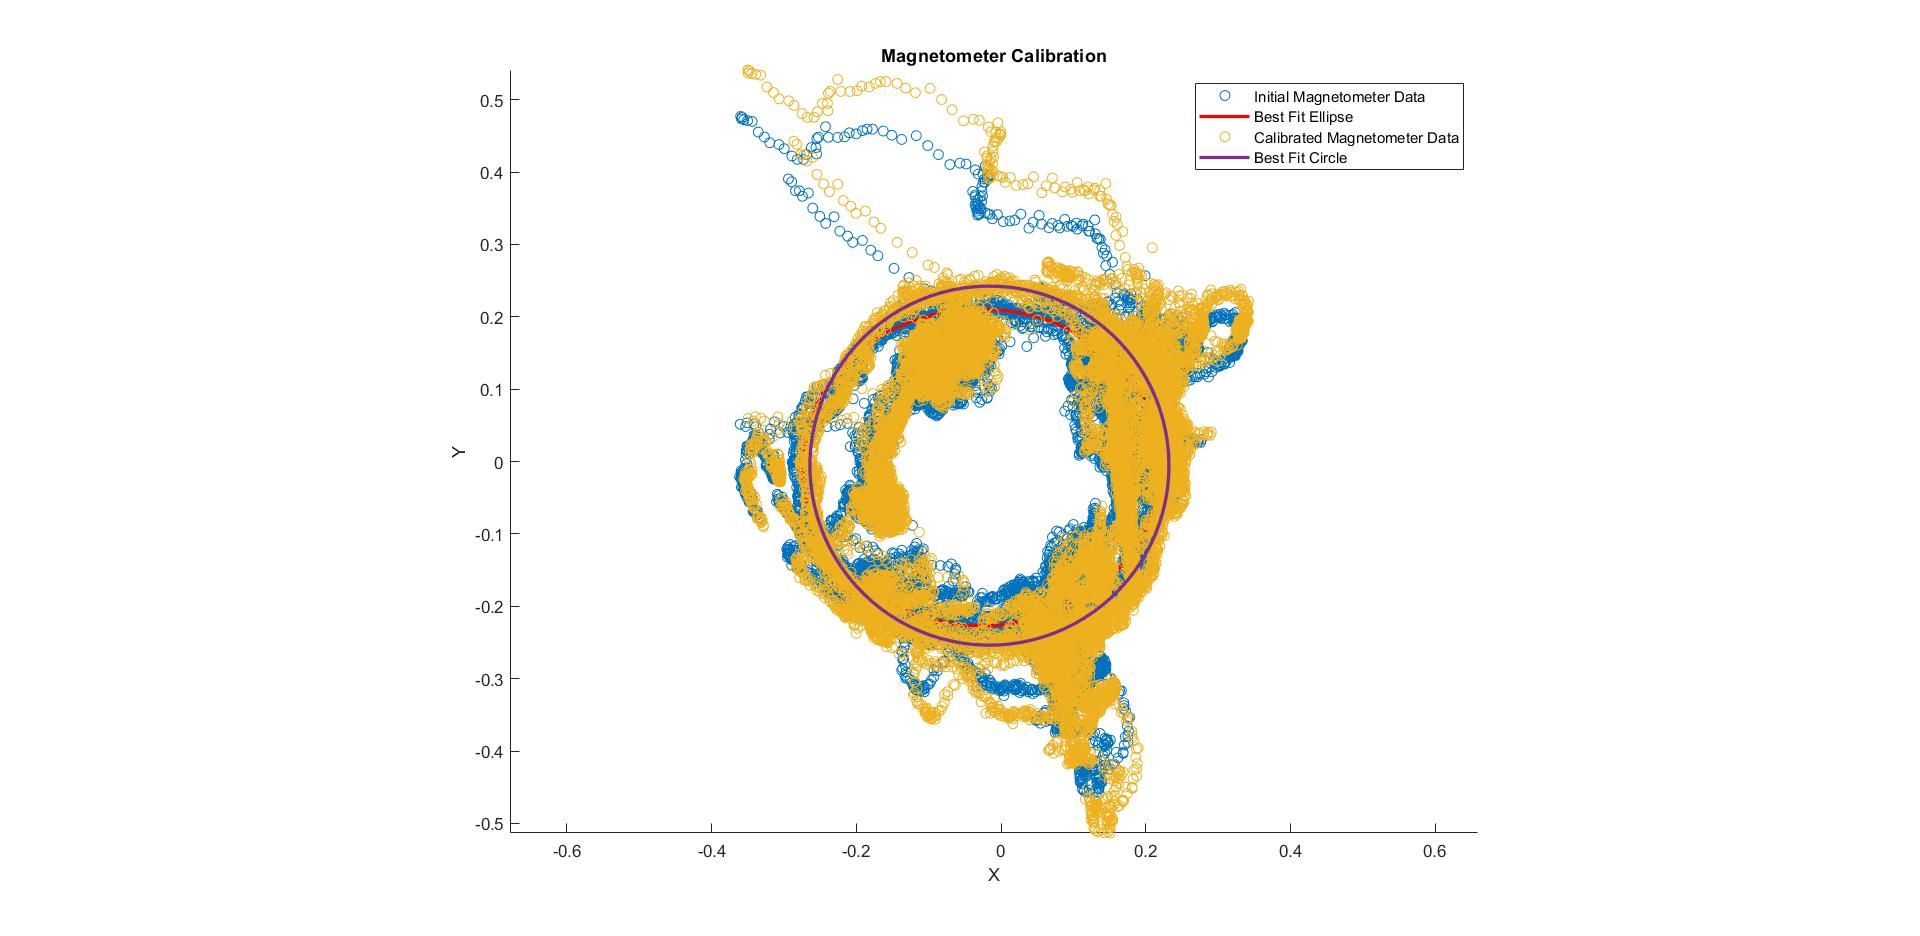 Magnetometer Calibration
Initial Magnetometer Data
Best Fit Ellipse
Calibrated Magnetometer Data
Best Fit Circle
0.5
0.4
0.3
0.2
0.1
0
-0.1
-0.2
-0.3
-0.4
-0.5
Y
-0.6
-0.4
-0.2
0
0.2
0.4
0.6
X